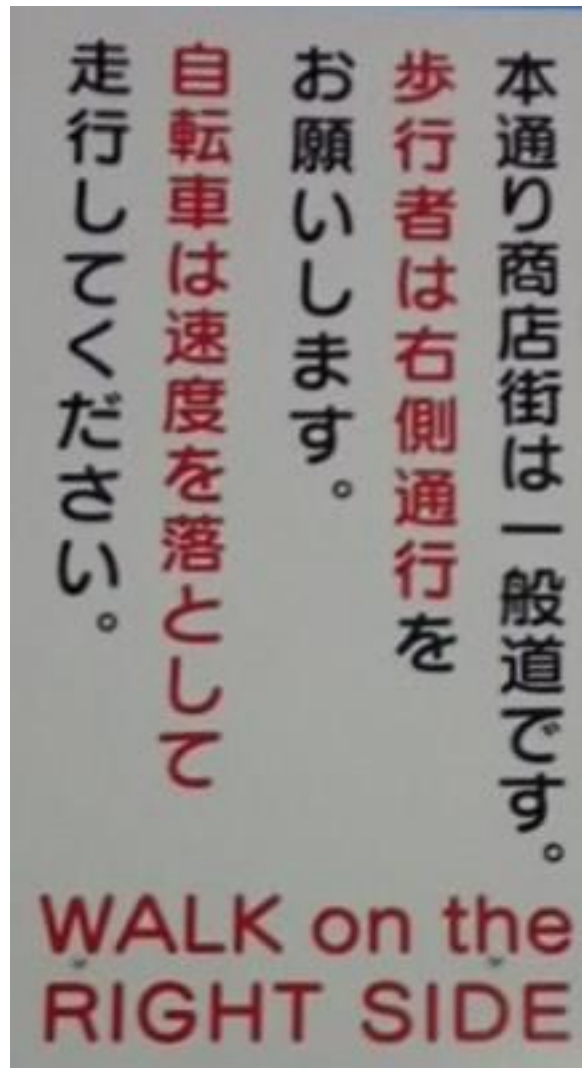 本通り商店街は一般道です。
歩行者は右側通行を
お願いします。
自転車は速度を落として
走行してください。
WALK on the
RIGHT SIDE